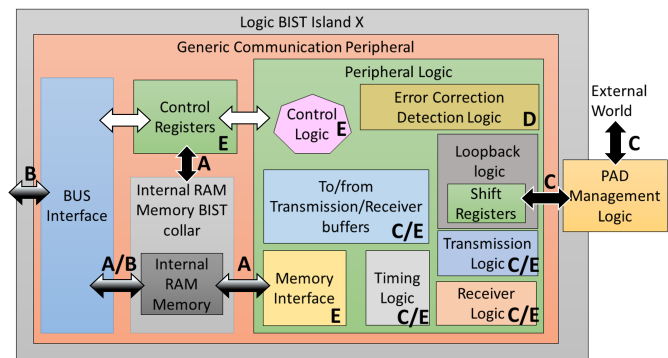 Logic BIST Island X
Generic Communication Peripheral
Peripheral Logic
Control
Registers
E
Control
Logic
E
Error Correction
Detection Logic
D
External
World
C
B
BUS
Interface
A
Internal RAM
Memory BIST
collar
To/from
Transmission/Receiver
buffers
C/E
Loopback
logic
Shift
Registers
C
PAD
Management
Logic
A/B
Internal
RAM
Memory
A
Memory
Interface
E
Timing
Logic
C/E
Transmission
Logic
C/E
Receiver
Logic
C/E